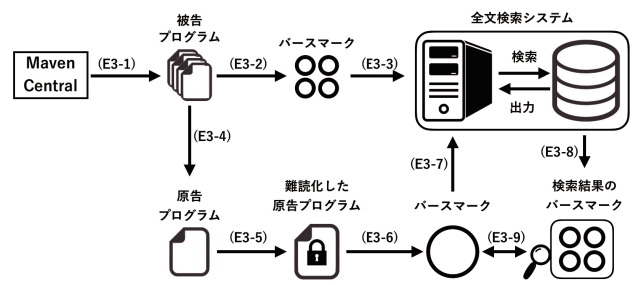 被告
プログラム
バースマーク
全文検索システム
Maven
Central
(E3-1)
(E3-2)
(E3-3)
検索
出力
(E3-4)
(E3-7)
(E3-8)
原告
プログラム
難読化した
原告プログラム
バースマーク
検索結果の
バースマーク
(E3-5)
(E3-6)
(E3-9)